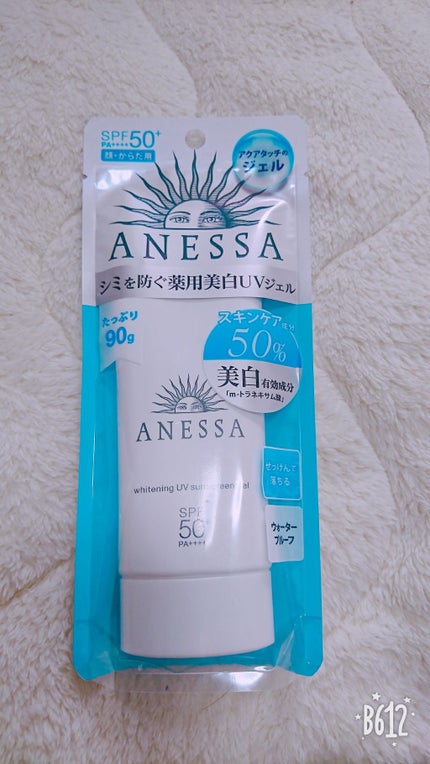 SPF50+
PA++++
顔・からだ用
アクアタッチの
ジェル
ANESSA
シミを防ぐ薬用美白UVジェル
たっぷり
90g
スキンケア成分
50%
美白有効成分
「m-トラネキサム酸」
ANESSA
whitening UV sunscreen gel
SPF
50+
PA++++
せっけんで
落ちる
ウォーター
プルーフ
B612